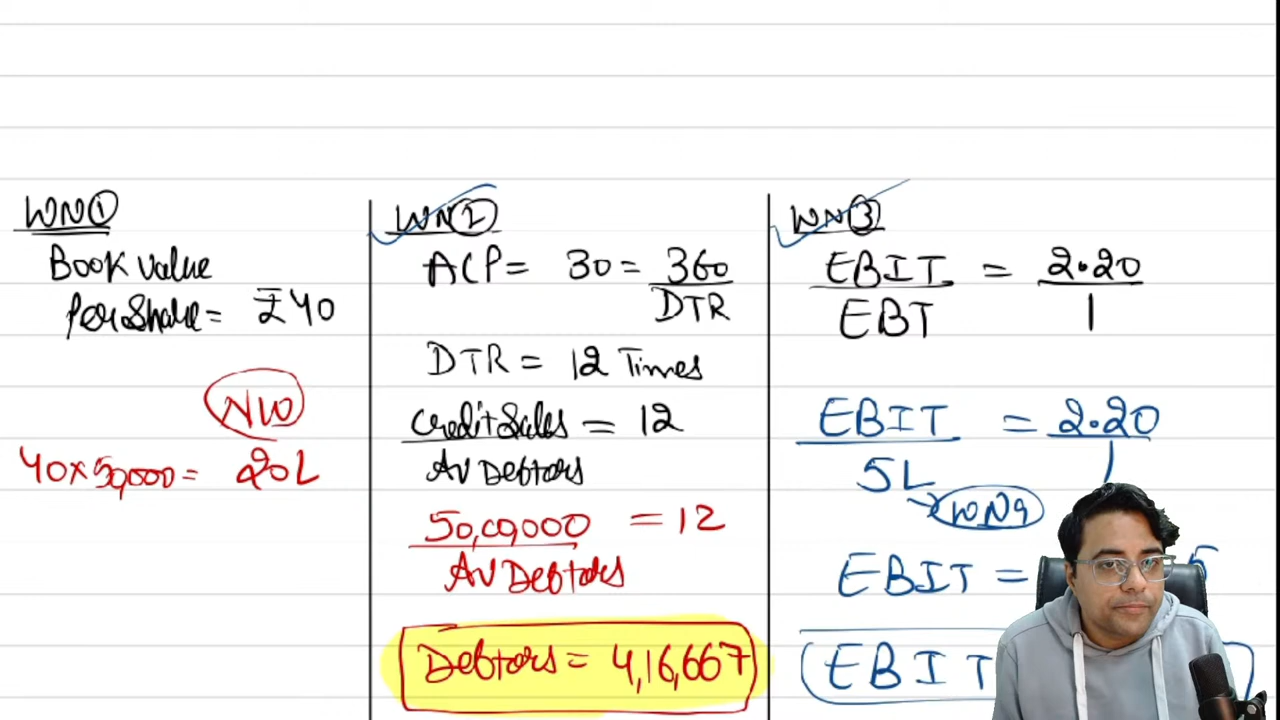 WN①
Book value
Per Share = ₹40
N10
40×50,000 = 20L
WN②
ACP = 30 = 360
DTR
DTR = 12 Times
Credit Sales = 12
Av Debtors
50,00,000 = 12
Av Debtors
Debtors = 4,16,667
WN③
EBIT = 2.20
EBT 1
EBIT = 2.20
5L 1
→ WN9
EBIT =
EBIT